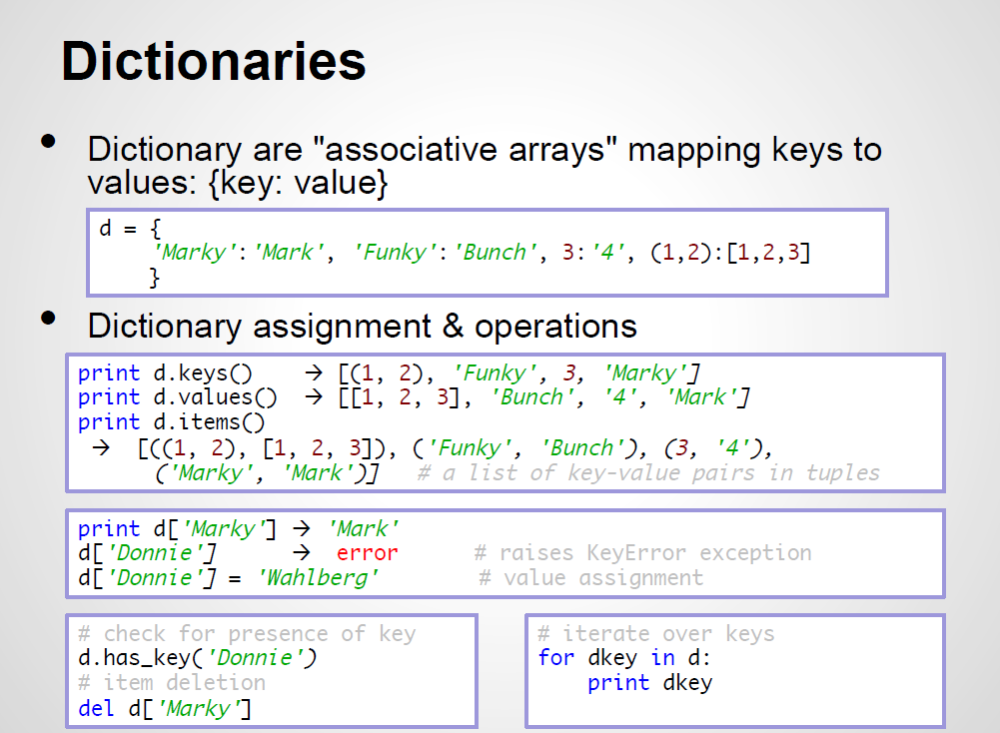 Dictionaries
• Dictionary are "associative arrays" mapping keys to
values: {key: value}
d = {
'Marky':'Mark', 'Funky':'Bunch', 3:'4', (1,2):[1,2,3]
}
• Dictionary assignment & operations
print d.keys() → [(1, 2), 'Funky', 3, 'Marky']
print d.values() → [[1, 2, 3], 'Bunch', '4', 'Mark']
print d.items()
→ [((1, 2), [1, 2, 3]), ('Funky', 'Bunch'), (3, '4'),
('Marky', 'Mark')] # a list of key-value pairs in tuples
print d['Marky'] → 'Mark'
d['Donnie'] → error # raises KeyError exception
d['Donnie'] = 'Wahlberg' # value assignment
# check for presence of key
d.has_key('Donnie')
# item deletion
del d['Marky']
# iterate over keys
for dkey in d:
print dkey